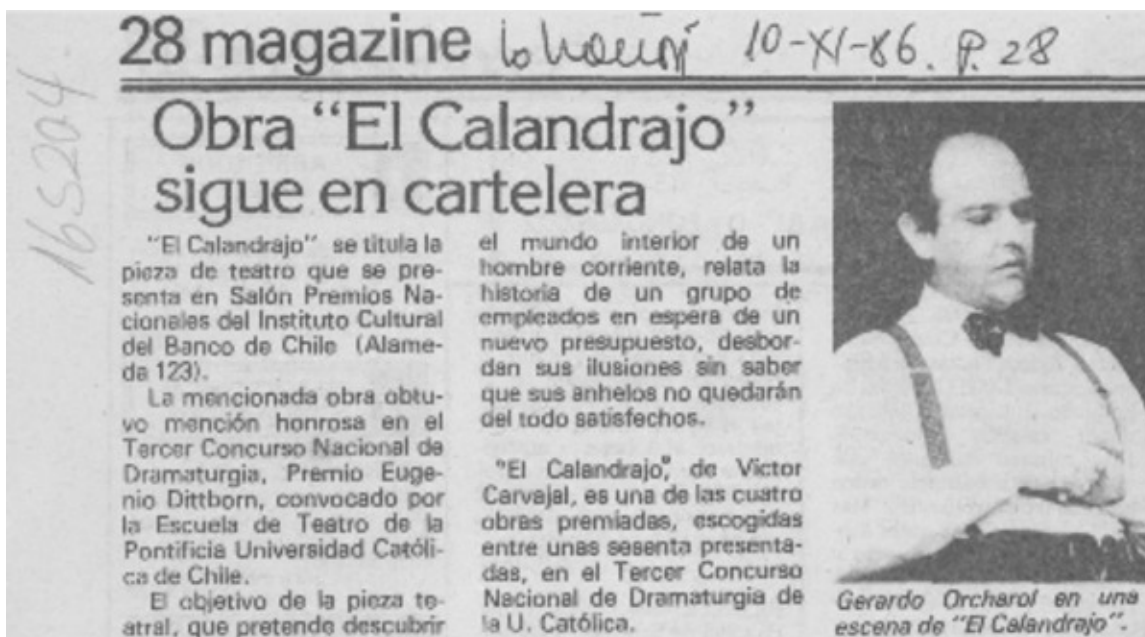 28 magazine La Nación 10-XI-86. P. 28
165204.
Obra “El Calandrajo”
sigue en cartelera
"El Calandrajo" se titula la
pieza de teatro que se pre-
senta en Salón Premios Na-
cionales del Instituto Cultural
del Banco de Chile (Alame-
da 123).
La mencionada obra obtu-
vo mención honrosa en el
Tercer Concurso Nacional de
Dramaturgia, Premio Euge-
nio Dittborn, convocado por
la Escuela de Teatro de la
Pontificia Universidad Católi-
ca de Chile.
El objetivo de la pieza te-
atral, que pretende descubrir
el mundo interior de un
hombre corriente, relata la
historia de un grupo de
empleados en espera de un
nuevo presupuesto, desbor-
dan sus ilusiones sin saber
que sus anhelos no quedarán
del todo satisfechos.
"El Calandrajo", de Victor
Carvajal, es una de las cuatro
obras premiadas, escogidas
entre unas sesenta presenta-
das, en el Tercer Concurso
Nacional de Dramaturgia de
la U. Católica.
Gerardo Orcharol en una
escena de "El Calandrajo".